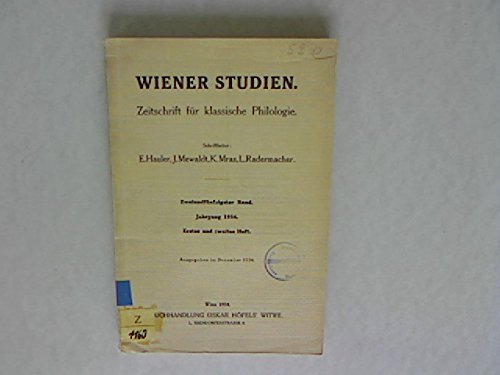 WIENER STUDIEN.
Zeitschrift für klassische Philologie.
Schriftleiter:
E. Hauler, J. Mewaldt, K. Mras, L. Radermacher.
Zweiundfünfzigster Band.
Jahrgang 1934.
Erstes und zweites Heft.
Ausgegeben im Dezember 1934.
Wien 1934.
BUCHHANDLUNG OSKAR HÖFELS' WITWE,
Z